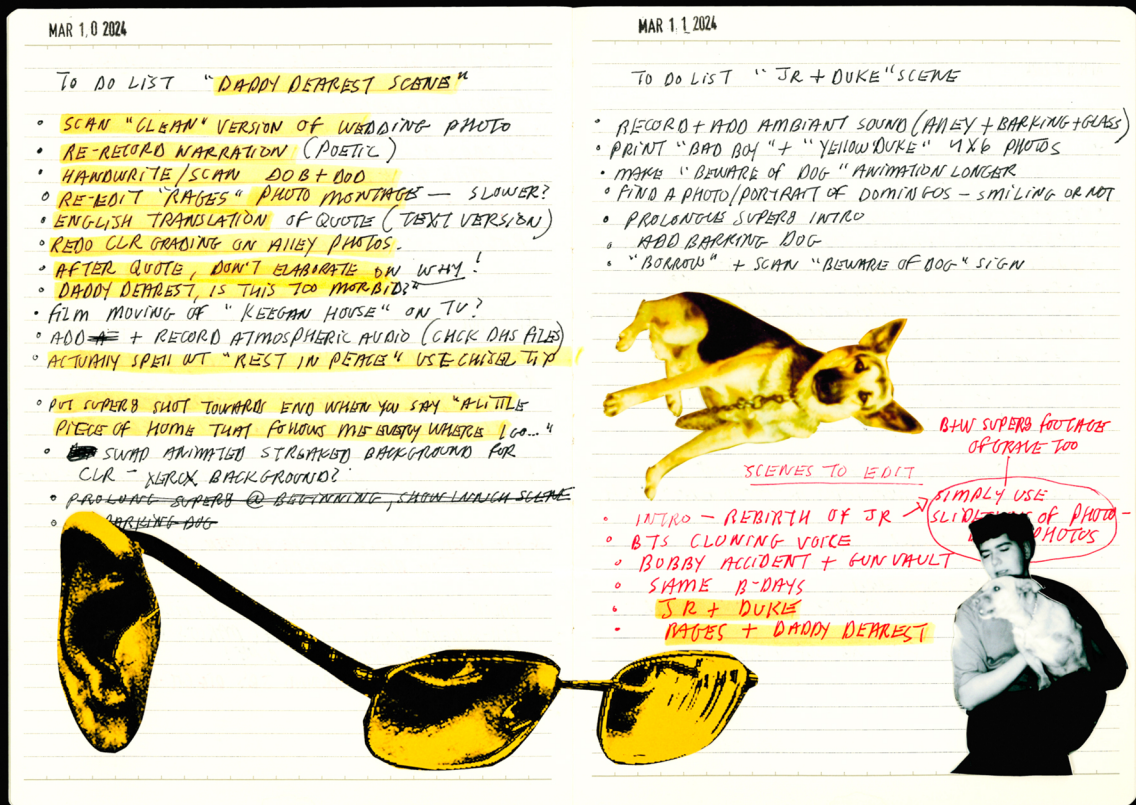 MAR 10 2024
TO DO LIST "DADDY DEAREST SCENE"
• SCAN "CLEAN" VERSION OF WEDDING PHOTO
• RE-RECORD NARRATION (POETIC)
• HANDWRITE/SCAN DOB + DOD
• RE-EDIT "RAGES" PHOTO MONTAGE — SLOWER?
• ENGLISH TRANSLATION OF QUOTE (TEXT VERSION)
• REDO CLR GRADING ON ALLEY PHOTOS.
• AFTER QUOTE, DON'T ELABORATE ON WHY!
• DADDY DEAREST, IS THIS TOO MORBID?"
• FILM MOVING OF "KEEGAN HOUSE" ON TV?
• ADD + RECORD ATMOSPHERIC AUDIO (CHCK DHS FILES)
• ACTUALLY SPELL OUT "REST IN PEACE" USE CHISEL TIP
• PUT SUPER8 SHOT TOWARDS END WHEN YOU SAY "A LITTLE
PIECE OF HOME THAT FOLLOWS ME EVERYWHERE I GO..."
• SWAP ANIMATED STREAKED BACKGROUND FOR
CLR — XEROX BACKGROUND?
• PROLONG SUPER8 @ BEGINNING, SHOW LUNCH SCENE
• BARKING DOG
MAR 11 2024
TO DO LIST "JR + DUKE" SCENE
• RECORD + ADD AMBIANT SOUND (ALLEY + BARKING + GLASS)
• PRINT "BAD BOY" + "YELLOW DUKE" 4X6 PHOTOS
• MAKE "BEWARE OF DOG" ANIMATION LONGER
• FIND A PHOTO/PORTRAIT OF DOMINGOS — SMILING OR NOT
• PROLONGUE SUPER8 INTRO
• ADD BARKING DOG
• "BORROW" + SCAN "BEWARE OF DOG" SIGN
B+W SUPER8 FOOTAGE
OF GRAVE TOO
SCENES TO EDIT
SIMPLY USE
OF PHOTO-
PHOTOS
• INTRO — REBIRTH OF JR
• BTS CLONING VOICE
• BOBBY ACCIDENT + GUN VAULT
• SAME B-DAYS
• JR + DUKE
• RAGES + DADDY DEAREST